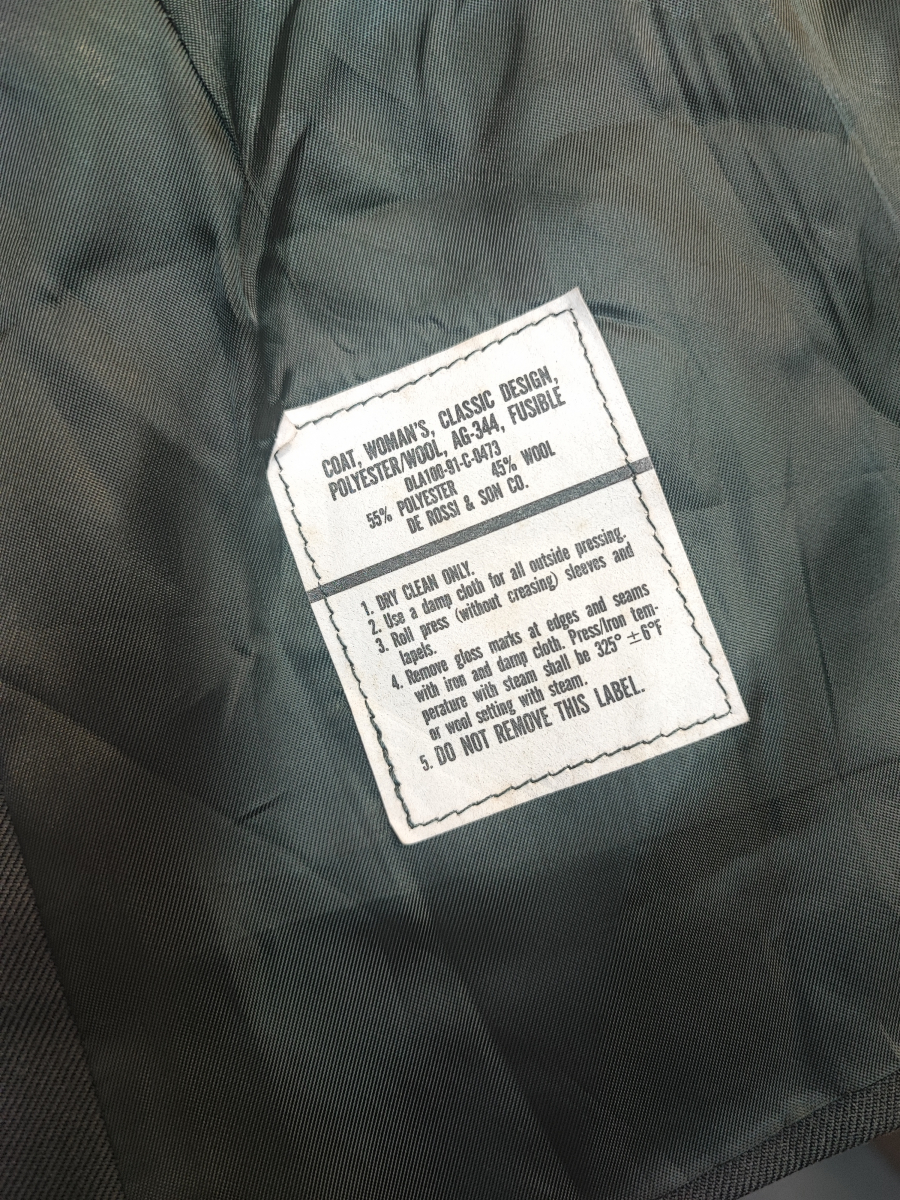 COAT, WOMAN'S, CLASSIC DESIGN,
POLYESTER/WOOL, AG-344, FUSIBLE
DLA100-91-C-0473
55% POLYESTER 45% WOOL
DE ROSSI & SON CO.
1. DRY CLEAN ONLY.
2. Use a damp cloth for all outside pressing.
3. Roll press (without creasing) sleeves and
lapels.
4. Remove gloss marks at edges and seams
with iron and damp cloth. Press/Iron tem-
perature with steam shall be 325° ±6°F
or wool setting with steam.
5. DO NOT REMOVE THIS LABEL.